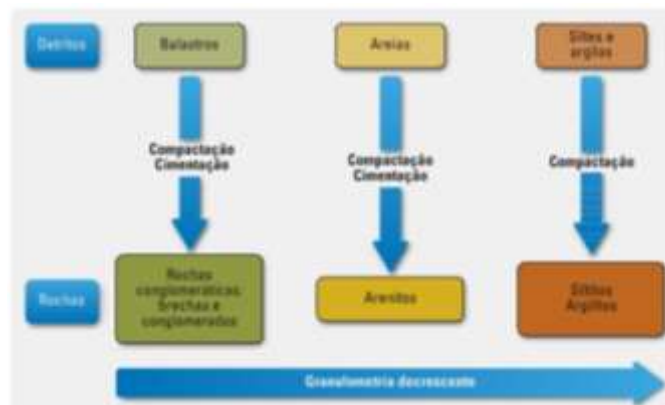 Detritos
Balastros
Areias
Siltes e
argilas
Compactação
Cimentação
Compactação
Cimentação
Compactação
Rochas
Rochas
conglomeráticas:
Brechas e
conglomerados
Arenitos
Siltitos
Argilitos
Granulometria decrescente